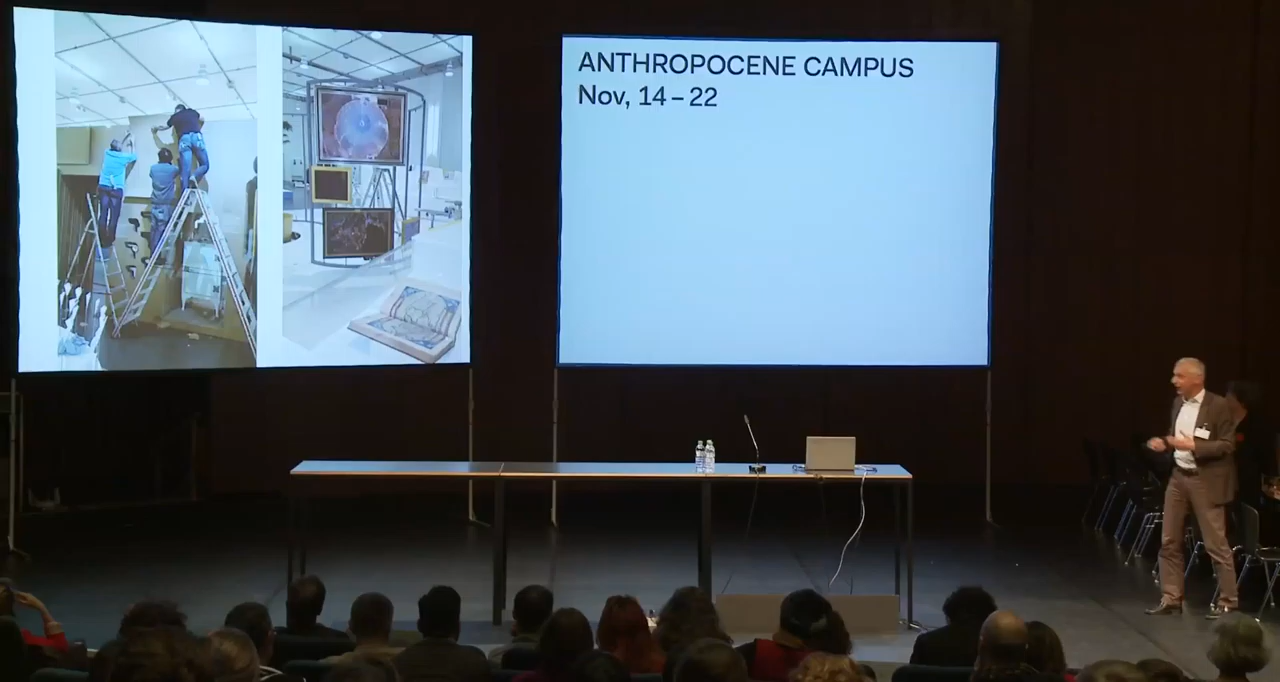 ANTHROPOCENE CAMPUS
Nov, 14 – 22